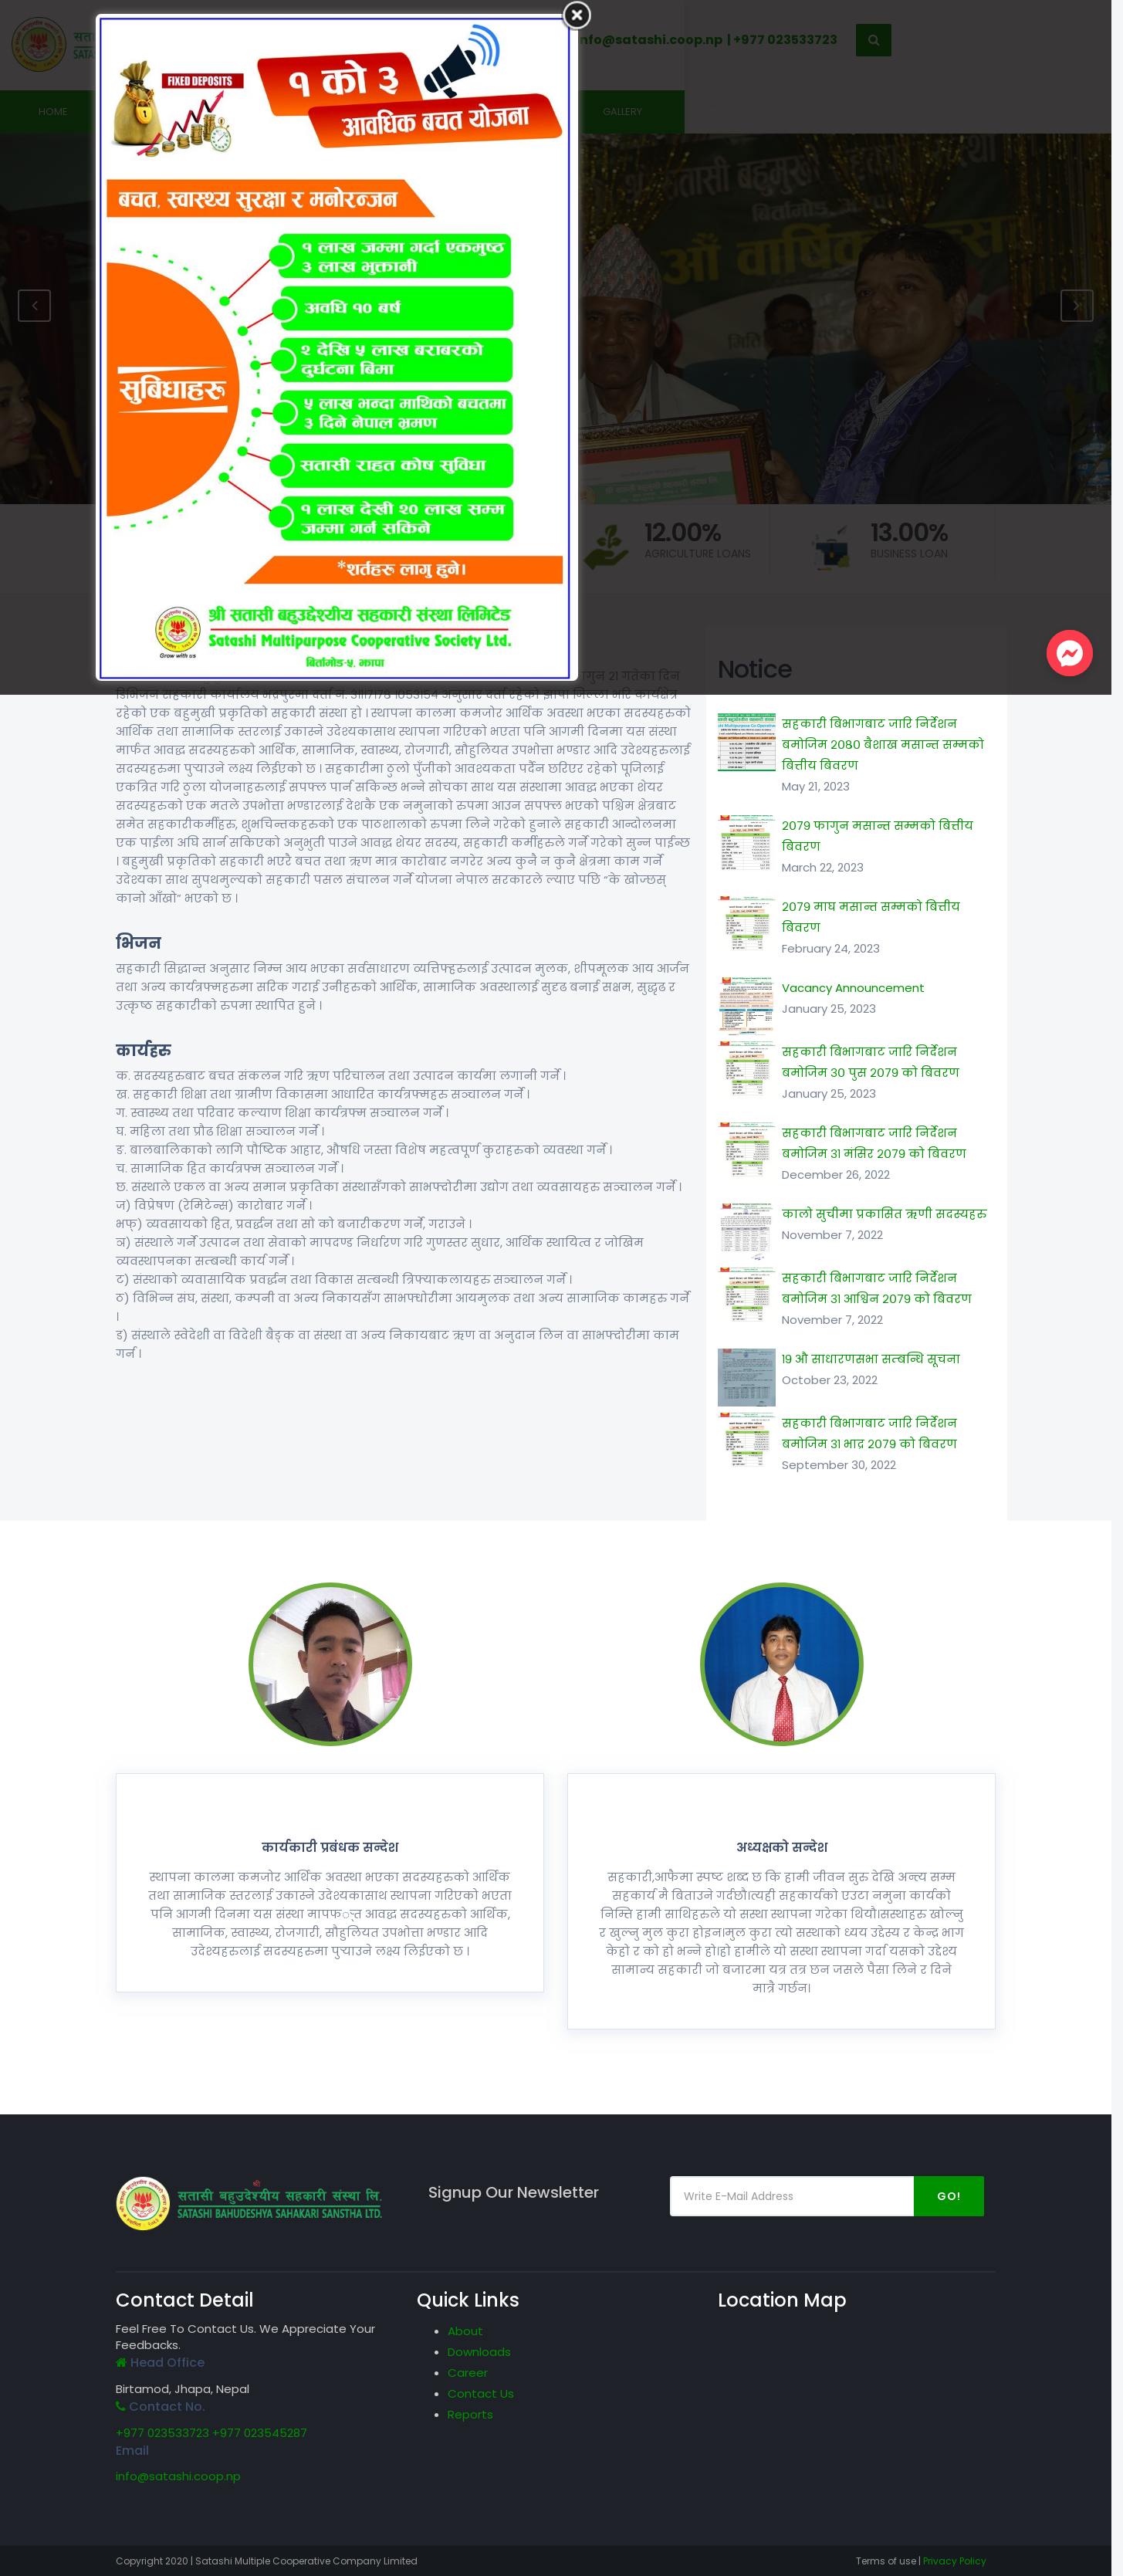 info@satashi.coop.np | +977 023533723
HOME
GALLERY
FIXED DEPOSITS
१ को ३
आवधिक बचत योजना
बचत, स्वास्थ्य सुरक्षा र मनोरन्जन
सुबिधाहरु
१ लाख जम्मा गर्दा एकमुष्ठ
३ लाख भुक्तानी
अवधि १० बर्ष
२ देखि ५ लाख बराबरको
दुर्घटना बिमा
५ लाख भन्दा माथिको बचतमा
३ दिने नेपाल भ्रमण
सतासी राहत कोष सुविधा
१ लाख देखी २० लाख सम्म
जम्मा गर्न सकिने
*शर्तहरू लागु हुने।
Grow with us
श्री सतासी बहुउद्देश्यीय सहकारी संस्था लिमिटेड
Satashi Multipurpose Cooperative Society Ltd.
बिर्तामोड-५, झापा
12.00%
AGRICULTURE LOANS
13.00%
BUSINESS LOAN
रहेको एक बहुमुखी प्रकृतिको सहकारी संस्था हो । स्थापना कालमा कमजोर आर्थिक अवस्था भएका सदस्यहरुको
आर्थिक तथा सामाजिक स्तरलाई उकास्ने उदेश्यकासाथ स्थापना गरिएको भएता पनि आगमी दिनमा यस संस्था
मार्फत आवद्ध सदस्यहरुको आर्थिक, सामाजिक, स्वास्थ्य, रोजगारी, सौहुलियत उपभोत्ता भण्डार आदि उदेश्यहरुलाई
सदस्यहरुमा पुर्‍याउने लक्ष्य लिईएको छ । सहकारीमा ठुलो पुँजीको आवश्यकता पर्दैन छरिएर रहेको पूजिलाई
एकत्रित गरि ठुला योजनाहरुलाई सपफ्ल पार्न सकिन्छ भन्ने सोचका साथ यस संस्थामा आवद्ध भएका शेयर
सदस्यहरुको एक मतले उपभोत्ता भण्डारलाई देशकै एक नमुनाको रुपमा आउन सपफ्ल भएको पश्चिम क्षेत्रबाट
समेत सहकारीकर्मीहरु, शुभचिन्तकहरुको एक पाठशालाको रुपमा लिने गरेको हुनाले सहकारी आन्दोलनमा
एक पाईला अघि सार्न सकिएको अनुभुती पाउने आवद्ध शेयर सदस्य, सहकारी कर्मीहरुले गर्ने गरेको सुन्न पाईन्छ
। बहुमुखी प्रकृतिको सहकारी भएरै बचत तथा ऋण मात्र कारोबार नगरेर अन्य कुनै न कुनै क्षेत्रमा काम गर्ने
उदेश्यका साथ सुपथमुल्यको सहकारी पसल संचालन गर्ने योजना नेपाल सरकारले ल्याए पछि ”के खोज्छस्
कानो आँखो” भएको छ ।
भिजन
सहकारी सिद्धान्त अनुसार निम्न आय भएका सर्वसाधारण व्यत्तिफ्हरुलाई उत्पादन मुलक, शीपमूलक आय आर्जन
तथा अन्य कार्यत्रफ्महरुमा सरिक गराई उनीहरुको आर्थिक, सामाजिक अवस्थालाई सुदृढ बनाई सक्षम, सुद्धृढ र
उत्कृष्ठ सहकारीको रुपमा स्थापित हुने ।
कार्यहरु
क. सदस्यहरुबाट बचत संकलन गरि ऋण परिचालन तथा उत्पादन कार्यमा लगानी गर्ने ।
ख. सहकारी शिक्षा तथा ग्रामीण विकासमा आधारित कार्यत्रफ्महरु सञ्चालन गर्ने ।
ग. स्वास्थ्य तथा परिवार कल्याण शिक्षा कार्यत्रफ्म सञ्चालन गर्ने ।
घ. महिला तथा प्रौढ शिक्षा सञ्चालन गर्ने ।
ङ. बालबालिकाको लागि पौष्टिक आहार, औषधि जस्ता विशेष महत्वपूर्ण कुराहरुको व्यवस्था गर्ने ।
च. सामाजिक हित कार्यत्रफ्म सञ्चालन गर्ने ।
छ. संस्थाले एकल वा अन्य समान प्रकृतिका संस्थासँगको साभफ्दोरीमा उद्योग तथा व्यवसायहरु सञ्चालन गर्ने ।
ज) विप्रेषण (रेमिटेन्स) कारोबार गर्ने ।
भफ्) व्यवसायको हित, प्रवर्द्धन तथा सो को बजारीकरण गर्ने, गराउने ।
ञ) संस्थाले गर्ने उत्पादन तथा सेवाको मापदण्ड निर्धारण गरि गुणस्तर सुधार, आर्थिक स्थायित्व र जोखिम
व्यवस्थापनका सत्बन्धी कार्य गर्ने ।
ट) संस्थाको व्यवासायिक प्रवर्द्धन तथा विकास सत्बन्धी त्रिफ्याकलायहरु सञ्चालन गर्ने ।
ठ) विभिन्न संघ, संस्था, कम्पनी वा अन्य निकायसँग साभफ्धोरीमा आयमुलक तथा अन्य सामाजिक कामहरु गर्ने
।
ड) संस्थाले स्वेदेशी वा विदेशी बैङ्क वा संस्था वा अन्य निकायबाट ऋण वा अनुदान लिन वा साभफ्दोरीमा काम
गर्न ।
Notice
सहकारी बिभागबाट जारि निर्देशन
बमोजिम २०८० बैशाख मसान्त सम्मको
बित्तीय बिवरण
May 21, 2023
२०७९ फागुन मसान्त सम्मको बित्तीय
बिवरण
March 22, 2023
२०७९ माघ मसान्त सम्मको बित्तीय
बिवरण
February 24, 2023
Vacancy Announcement
January 25, 2023
सहकारी बिभागबाट जारि निर्देशन
बमोजिम ३० पुस २०७९ को बिवरण
January 25, 2023
सहकारी बिभागबाट जारि निर्देशन
बमोजिम ३१ मंसिर २०७९ को बिवरण
December 26, 2022
कालो सुचीमा प्रकासित ऋणी सदस्यहरु
November 7, 2022
सहकारी बिभागबाट जारि निर्देशन
बमोजिम ३१ आश्विन २०७९ को बिवरण
November 7, 2022
१९ औ साधारणसभा सत्बन्धि सूचना
October 23, 2022
सहकारी बिभागबाट जारि निर्देशन
बमोजिम ३१ भाद्र २०७९ को बिवरण
September 30, 2022
कार्यकारी प्रबंधक सन्देश
स्थापना कालमा कमजोर आर्थिक अवस्था भएका सदस्यहरुको आर्थिक
तथा सामाजिक स्तरलाई उकास्ने उदेश्यकासाथ स्थापना गरिएको भएता
पनि आगमी दिनमा यस संस्था मापफर््त आवद्ध सदस्यहरुको आर्थिक,
सामाजिक, स्वास्थ्य, रोजगारी, सौहुलियत उपभोत्ता भण्डार आदि
उदेश्यहरुलाई सदस्यहरुमा पुर्‍याउने लक्ष्य लिईएको छ ।
अध्यक्षको सन्देश
सहकारी,आफैमा स्पष्ट शब्द छ कि हामी जीवन सुरु देखि अन्त्य सम्म
सहकार्य मै बिताउने गर्दछौ।त्यही सहकार्यको एउटा नमुना कार्यको
निम्ति हामी साथिहरुले यो सस्था स्थापना गरेका थियौ।संस्थाहरु खोल्नु
र खुल्नु मुल कुरा होइन।मुल कुरा त्यो सस्थाको ध्यय उद्देस्य र केन्द्र भाग
केहो र को हो भन्ने हो।हो हामीले यो सस्था स्थापना गर्दा यसको उद्देश्य
सामान्य सहकारी जो बजारमा यत्र तत्र छन जसले पैसा लिने र दिने
मात्रै गर्छन।
श्री
सतासी बहुउदेश्यीय सहकारी संस्था लि.
SATASHI BAHUDESHYA SAHAKARI SANSTHA LTD.
Signup Our Newsletter
Write E-Mail Address
GO!
Contact Detail
Feel Free To Contact Us. We Appreciate Your
Feedbacks.
Head Office
Birtamod, Jhapa, Nepal
Contact No.
+977 023533723 +977 023545287
Email
info@satashi.coop.np
Quick Links
About
Downloads
Career
Contact Us
Reports
Location Map
Copyright 2020 | Satashi Multiple Cooperative Company Limited
Terms of use | Privacy Policy